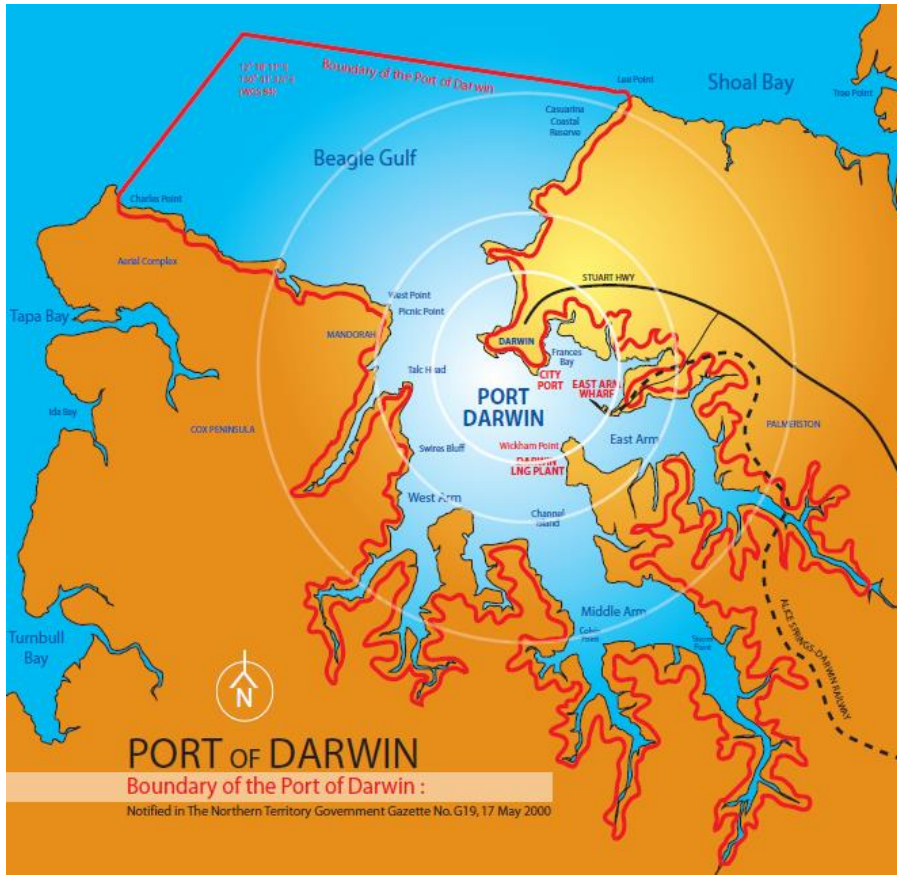 Boundary of the Port of Darwin
Lee Point
Shoal Bay
Tree Point
Casuarina
Coastal
Reserve
Beagle Gulf
Charles Point
Aerial Complex
STUART HWY
West Point
Picnic Point
Tapa Bay
MANDORAH
DARWIN
Frances
Bay
CITY
PORT
EAST ARM
WHARF
Talc Head
PORT
DARWIN
Ida Bay
COX PENINSULA
PALMERSTON
East Arm
Swires Bluff
Wickham Point
DARWIN
LNG PLANT
West Arm
Channel
Island
Middle Arm
Point
Point
ALICE SPRINGS-DARWIN RAILWAY
Turnbull
Bay
N
PORT OF DARWIN
Boundary of the Port of Darwin :
Notified in The Northern Territory Government Gazette No. G19, 17 May 2000